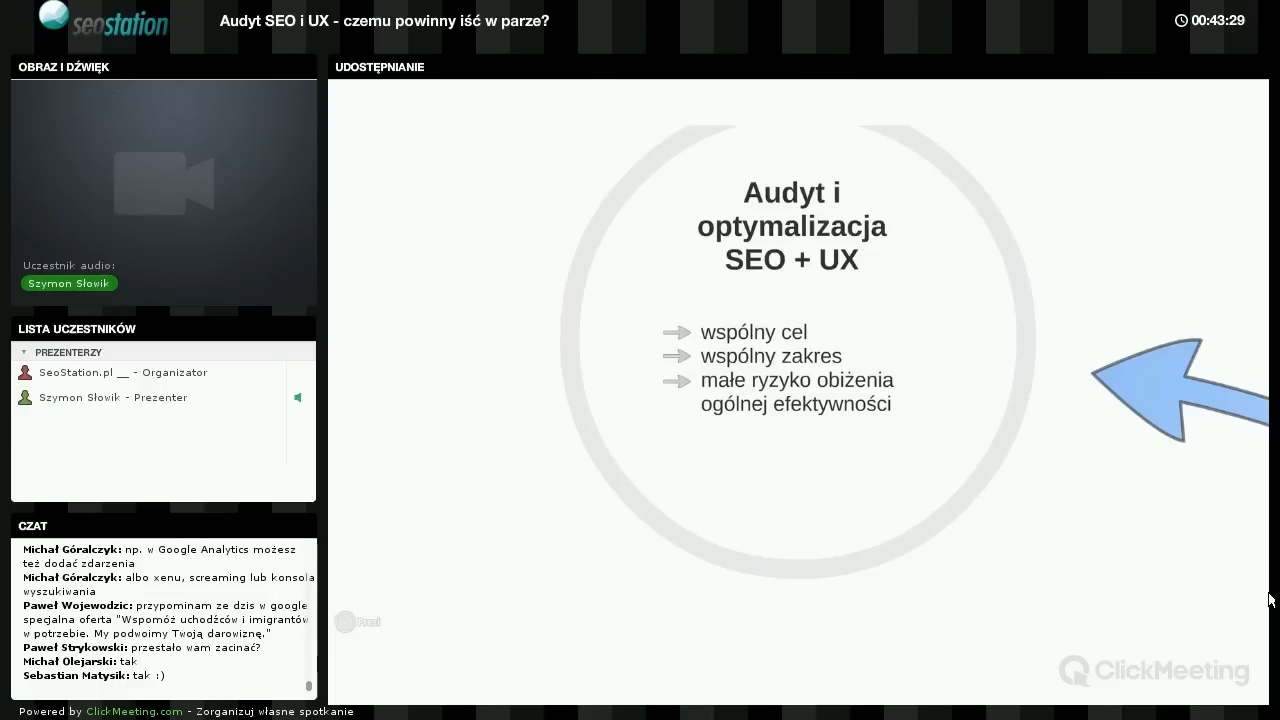 seostation
Audyt SEO i UX - czemu powinny iść w parze?
00:43:29
OBRAZ I DŹWIĘK
Uczestnik audio:
Szymon Słowik
LISTA UCZESTNIKÓW
PREZENTERZY
SeoStation.pl __ - Organizator
Szymon Słowik - Prezenter
CZAT
Michał Góralczyk: np. w Google Analytics możesz
też dodać zdarzenia
Michał Góralczyk: albo xenu, screaming lub konsola
wyszukiwania
Paweł Wojewodzic: przypominam ze dzis w google
spegjalna oferta "Wspomóż uchodźców i imigrantów
w potrzebie. My podwoimy Twoją darowiznę."
Paweł Strykowski: przestało wam zacinać?
Michał Olejarski: tak
Sebastian Matysik: tak :)
Powered by ClickMeeting.com - Zorganizuj własne spotkanie
UDOSTĘPNIANIE
Audyt i
optymalizacja
SEO + UX
wspólny cel
wspólny zakres
małe ryzyko obiżenia
ogólnej efektywności
Prezi
ClickMeeting